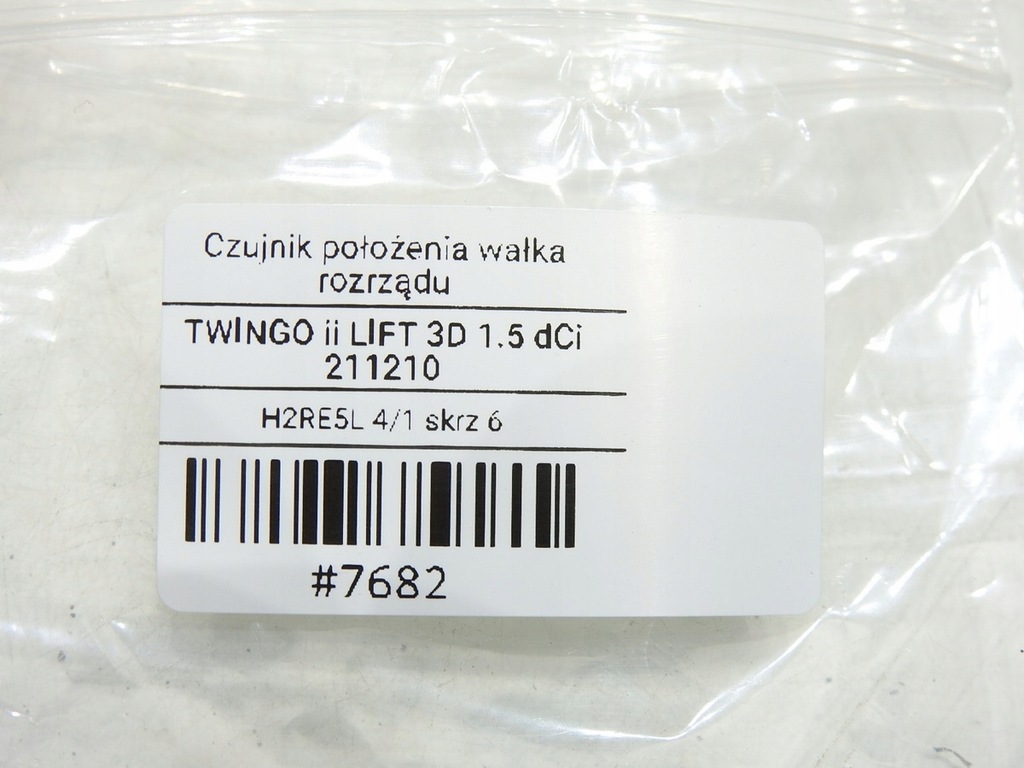 Czujnik położenia wałka
rozrządu
TWINGO ii LIFT 3D 1.5 dCi
211210
H2RE5L 4/1 skrz 6
#7682